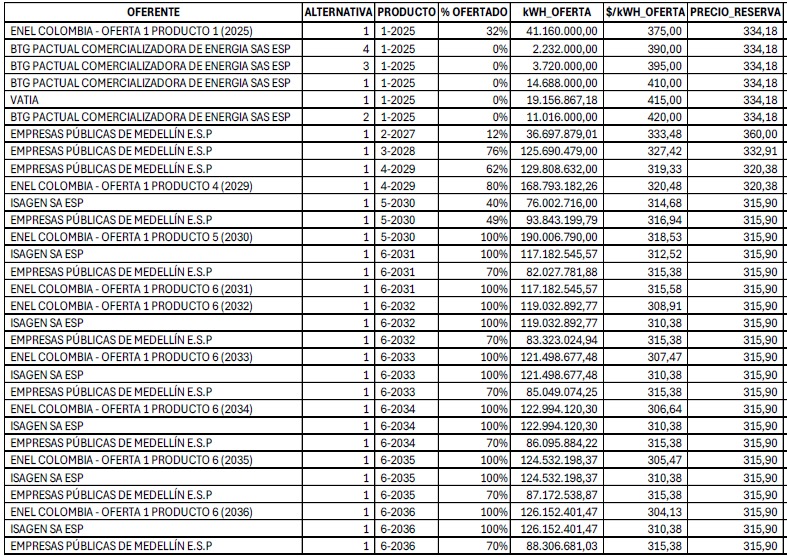 OFERENTE ALTERNATIVA PRODUCTO % OFERTADO kWH_OFERTA $/kWH_OFERTA PRECIO_RESERVA
ENEL COLOMBIA - OFERTA 1 PRODUCTO 1 (2025) 1 1-2025 32% 41.160.000,00 375,00 334,18
BTG PACTUAL COMERCIALIZADORA DE ENERGIA SAS ESP 4 1-2025 0% 2.232.000,00 390,00 334,18
BTG PACTUAL COMERCIALIZADORA DE ENERGIA SAS ESP 3 1-2025 0% 3.720.000,00 395,00 334,18
BTG PACTUAL COMERCIALIZADORA DE ENERGIA SAS ESP 1 1-2025 0% 14.688.000,00 410,00 334,18
VATIA 1 1-2025 0% 19.156.867,18 415,00 334,18
BTG PACTUAL COMERCIALIZADORA DE ENERGIA SAS ESP 2 1-2025 0% 11.016.000,00 420,00 334,18
EMPRESAS PÚBLICAS DE MEDELLÍN E.S.P 1 2-2027 12% 36.697.879,01 333,48 360,00
EMPRESAS PÚBLICAS DE MEDELLÍN E.S.P 1 3-2028 76% 125.690.479,00 327,42 332,91
EMPRESAS PÚBLICAS DE MEDELLÍN E.S.P 1 4-2029 62% 129.808.632,00 319,33 320,38
ENEL COLOMBIA - OFERTA 1 PRODUCTO 4 (2029) 1 4-2029 80% 168.793.182,26 320,48 320,38
ISAGEN SA ESP 1 5-2030 40% 76.002.716,00 314,68 315,90
EMPRESAS PÚBLICAS DE MEDELLÍN E.S.P 1 5-2030 49% 93.843.199,79 316,94 315,90
ENEL COLOMBIA - OFERTA 1 PRODUCTO 5 (2030) 1 5-2030 100% 190.006.790,00 318,53 315,90
ISAGEN SA ESP 1 6-2031 100% 117.182.545,57 312,52 315,90
EMPRESAS PÚBLICAS DE MEDELLÍN E.S.P 1 6-2031 70% 82.027.781,88 315,38 315,90
ENEL COLOMBIA - OFERTA 1 PRODUCTO 6 (2031) 1 6-2031 100% 117.182.545,57 315,58 315,90
ENEL COLOMBIA - OFERTA 1 PRODUCTO 6 (2032) 1 6-2032 100% 119.032.892,77 308,91 315,90
ISAGEN SA ESP 1 6-2032 100% 119.032.892,77 310,38 315,90
EMPRESAS PÚBLICAS DE MEDELLÍN E.S.P 1 6-2032 70% 83.323.024,94 315,38 315,90
ENEL COLOMBIA - OFERTA 1 PRODUCTO 6 (2033) 1 6-2033 100% 121.498.677,48 307,47 315,90
ISAGEN SA ESP 1 6-2033 100% 121.498.677,48 310,38 315,90
EMPRESAS PÚBLICAS DE MEDELLÍN E.S.P 1 6-2033 70% 85.049.074,25 315,38 315,90
ENEL COLOMBIA - OFERTA 1 PRODUCTO 6 (2034) 1 6-2034 100% 122.994.120,30 306,64 315,90
ISAGEN SA ESP 1 6-2034 100% 122.994.120,30 310,38 315,90
EMPRESAS PÚBLICAS DE MEDELLÍN E.S.P 1 6-2034 70% 86.095.884,22 315,38 315,90
ENEL COLOMBIA - OFERTA 1 PRODUCTO 6 (2035) 1 6-2035 100% 124.532.198,37 305,47 315,90
ISAGEN SA ESP 1 6-2035 100% 124.532.198,37 310,38 315,90
EMPRESAS PÚBLICAS DE MEDELLÍN E.S.P 1 6-2035 70% 87.172.538,87 315,38 315,90
ENEL COLOMBIA - OFERTA 1 PRODUCTO 6 (2036) 1 6-2036 100% 126.152.401,47 304,13 315,90
ISAGEN SA ESP 1 6-2036 100% 126.152.401,47 310,38 315,90
EMPRESAS PÚBLICAS DE MEDELLÍN E.S.P 1 6-2036 70% 88.306.681,03 315,38 315,90